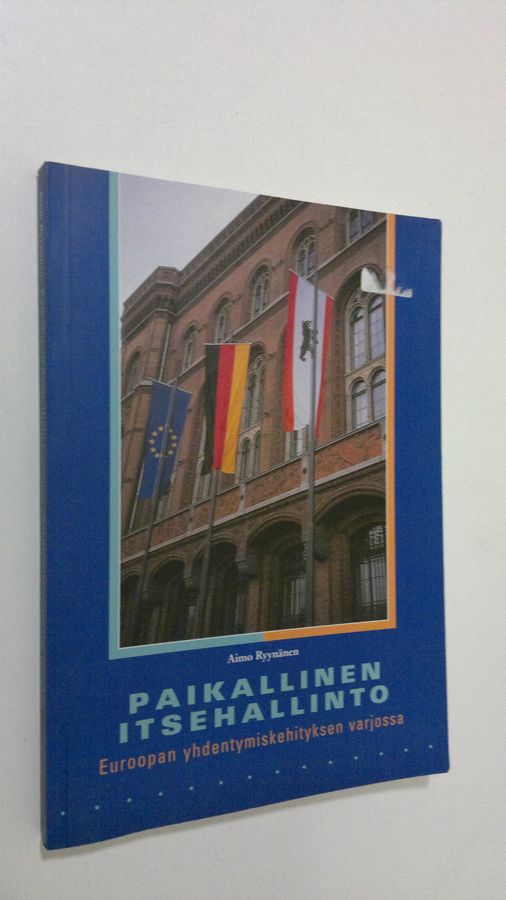 Aimo Ryynänen
PAIKALLINEN
ITSEHALLINTO
Euroopan yhdentymiskehityksen varjossa